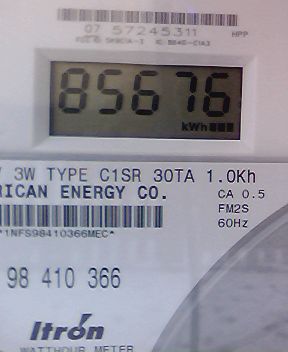 07 57245311 HPP
85676
kWh
3W TYPE C1SR 30TA 1.0Kh
RICAN ENERGY CO. CA 0.5
FM2S
60Hz
*1NFS98410366MEC*
98 410 366
Itron
WATTHOUR METER